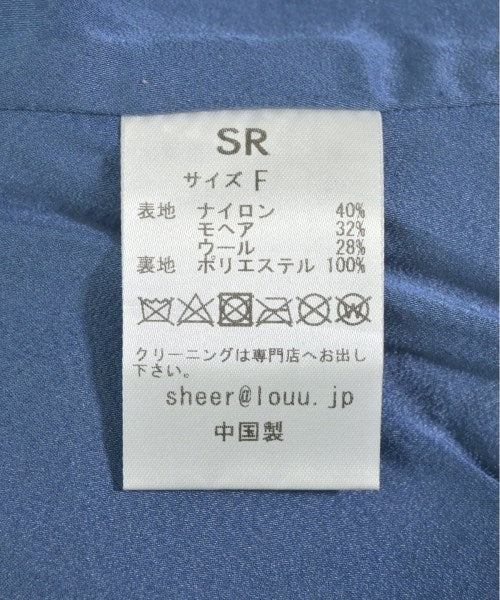 SR
サイズ F
表地 ナイロン 40%
モヘア 32%
ウール 28%
裏地 ポリエステル 100%
クリーニングは専門店へお出し
下さい。
sheer@louu.jp
中国製